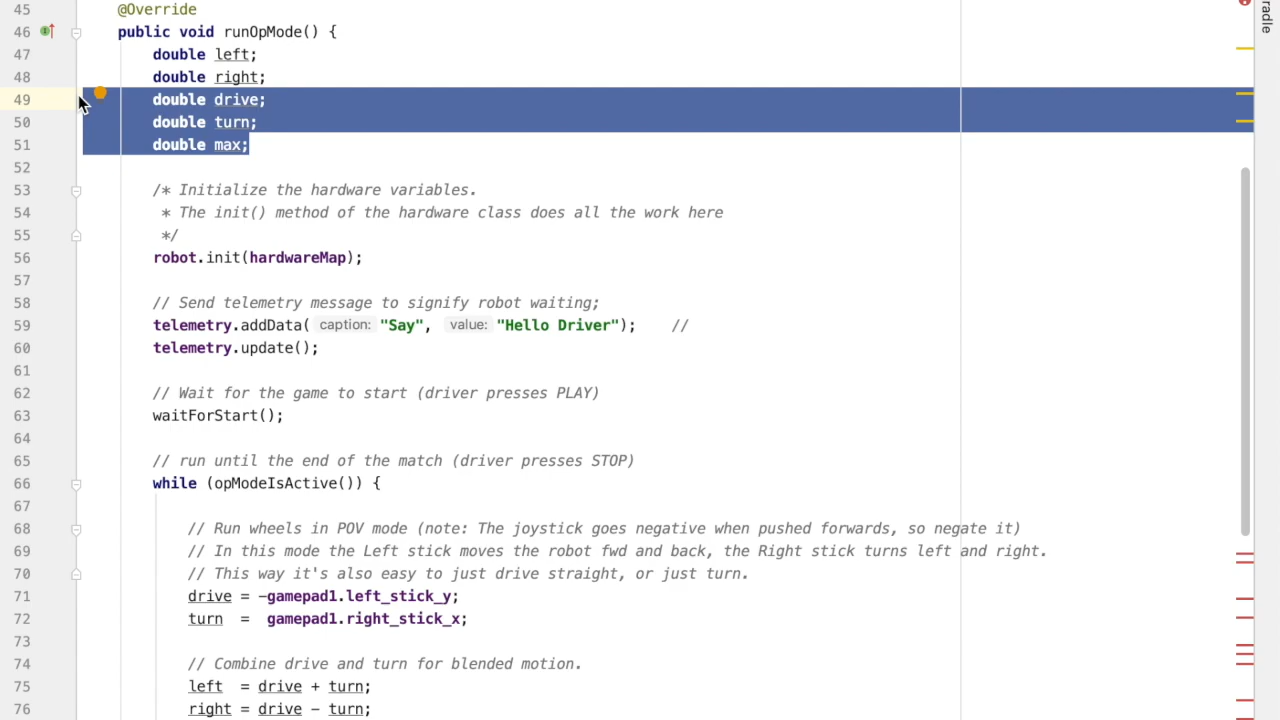 45 @Override
46 public void runOpMode() {
47 double left;
48 double right;
49 double drive;
50 double turn;
51 double max;
52
53 /* Initialize the hardware variables.
54 * The init() method of the hardware class does all the work here
55 */
56 robot.init(hardwareMap);
57
58 // Send telemetry message to signify robot waiting;
59 telemetry.addData( caption: "Say", value: "Hello Driver"); //
60 telemetry.update();
61
62 // Wait for the game to start (driver presses PLAY)
63 waitForStart();
64
65 // run until the end of the match (driver presses STOP)
66 while (opModeIsActive()) {
67
68 // Run wheels in POV mode (note: The joystick goes negative when pushed forwards, so negate it)
69 // In this mode the Left stick moves the robot fwd and back, the Right stick turns left and right.
70 // This way it's also easy to just drive straight, or just turn.
71 drive = -gamepad1.left_stick_y;
72 turn = gamepad1.right_stick_x;
73
74 // Combine drive and turn for blended motion.
75 left = drive + turn;
76 right = drive - turn;
radle